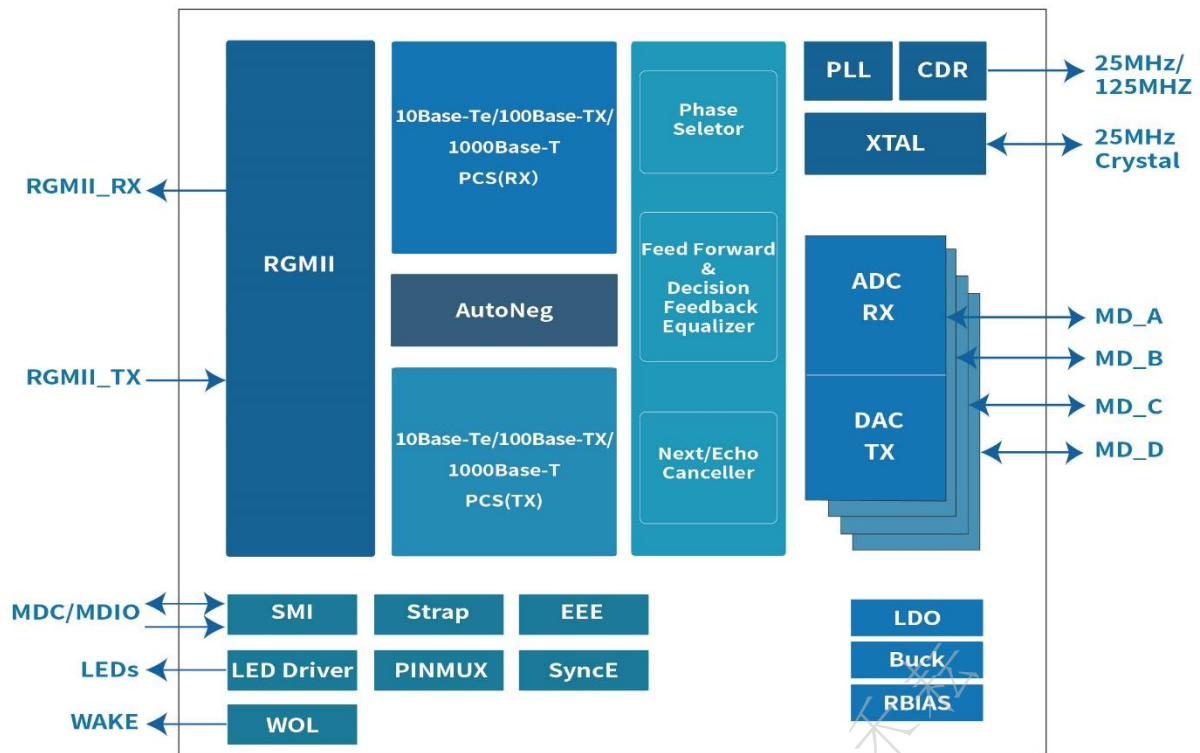 PLL
CDR
25MHz/
125MHZ
XTAL
25MHz
Crystal
10Base-Te/100Base-TX/
1000Base-T
PCS(RX)
Phase
Seletor
RGMII_RX
RGMII
Feed Forward
&
Decision
Feedback
Equalizer
AutoNeg
ADC
RX
MD_A
MD_B
RGMII_TX
DAC
TX
MD_C
MD_D
10Base-Te/100Base-TX/
1000Base-T
PCS(TX)
Next/Echo
Canceller
MDC/MDIO
SMI
Strap
EEE
LDO
LEDs
LED Driver
PINMUX
SyncE
Buck
WAKE
WOL
RBIAS